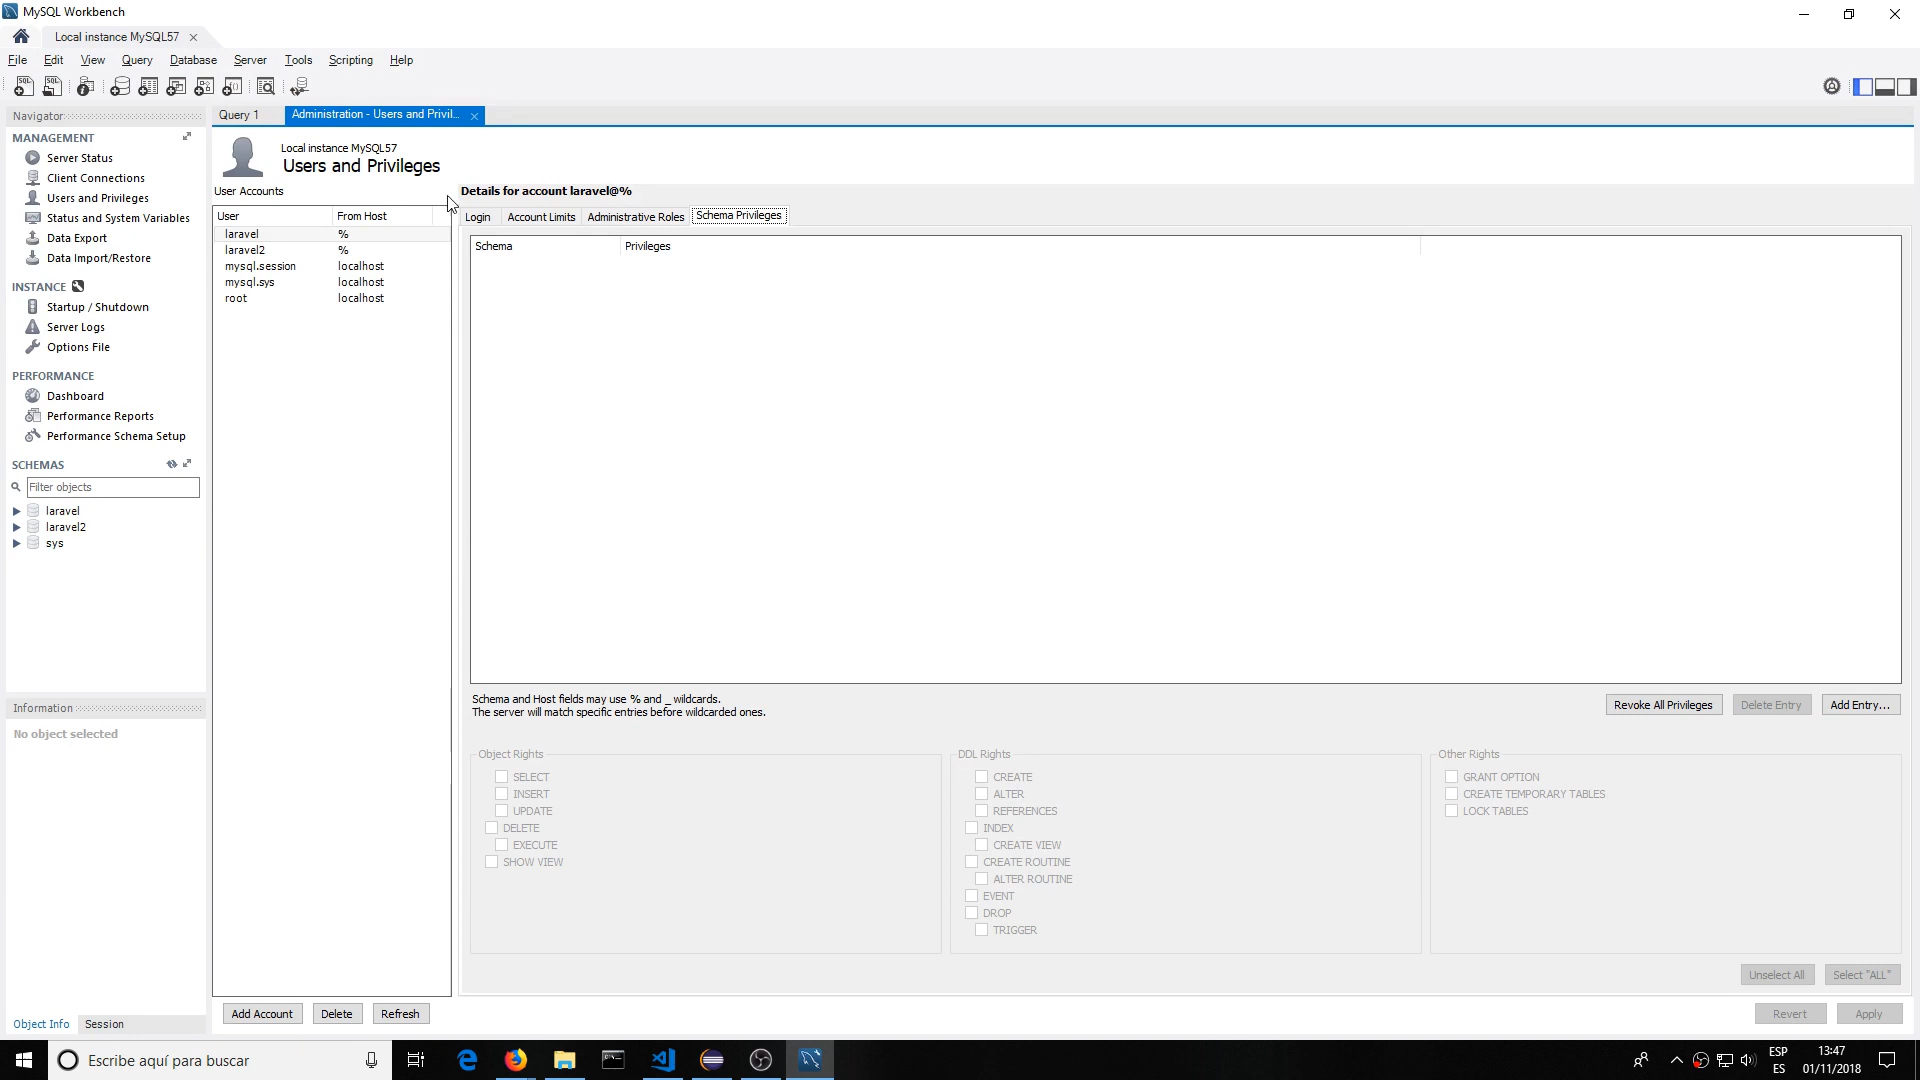 MySQL Workbench
Local instance MySQL57
File Edit View Query Database Server Tools Scripting Help
Navigator
MANAGEMENT
Server Status
Client Connections
Users and Privileges
Status and System Variables
Data Export
Data Import/Restore
INSTANCE
Startup / Shutdown
Server Logs
Options File
PERFORMANCE
Dashboard
Performance Reports
Performance Schema Setup
SCHEMAS
Filter objects
laravel
laravel2
sys
Information
No object selected
Object Info Session
Query 1 Administration - Users and Privil...
Local instance MySQL57
Users and Privileges
User Accounts
User From Host
laravel %
laravel2 %
mysql.session localhost
mysql.sys localhost
root localhost
Add Account Delete Refresh
Details for account laravel@%
Login Account Limits Administrative Roles Schema Privileges
Schema Privileges
Schema and Host fields may use % and _ wildcards.
The server will match specific entries before wildcarded ones.
Revoke All Privileges Delete Entry Add Entry...
Object Rights
SELECT
INSERT
UPDATE
DELETE
EXECUTE
SHOW VIEW
DDL Rights
CREATE
ALTER
REFERENCES
INDEX
CREATE VIEW
CREATE ROUTINE
ALTER ROUTINE
EVENT
DROP
TRIGGER
Other Rights
GRANT OPTION
CREATE TEMPORARY TABLES
LOCK TABLES
Unselect All Select "ALL"
Revert Apply
Escribe aquí para buscar
ESP
ES
13:47
01/11/2018